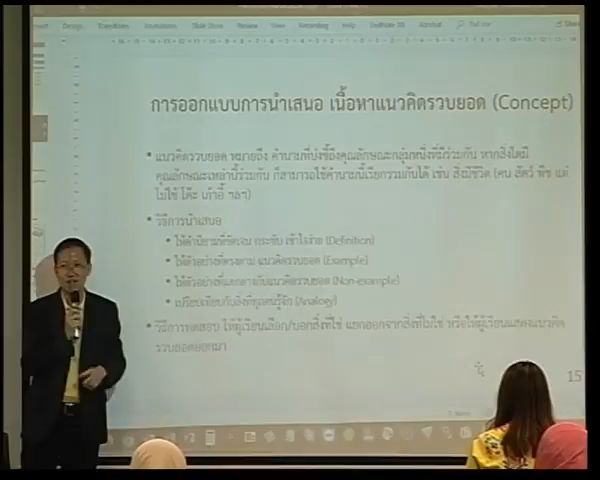 Design Transitions Animations Slide Show Review View Recording Help Acrobat
การออกแบบการนำเสนอ เนื้อหาแนวคิดรวบยอด (Concept)
• แนวคิดรวบยอด หมายถึง คำนามที่บ่งชี้ถึงคุณลักษณะกลุ่มหนึ่งที่มีร่วมกัน หากสิ่งใดมี
คุณลักษณะเหล่านี้ร่วมกัน ก็สามารถใช้คำนามนี้เรียกรวมกันได้ เช่น สิ่งมีชีวิต (คน สัตว์ พืช แต่
ไม่ใช่ โต๊ะ เก้าอี้ ฯลฯ)
• วิธีการนำเสนอ
• ให้คำนิยามที่ชัดเจน กระชับ เข้าใจง่าย (Definition)
• ให้ตัวอย่างที่ตรงตาม แนวคิดรวบยอด (Example)
• ให้ตัวอย่างที่แตกต่างกับแนวคิดรวบยอด (Non-example)
• เปรียบเทียบกับสิ่งที่ทุกคนรู้จัก (Analogy)
• วิธีการทดสอบ ให้ผู้เรียนเลือก/บอกสิ่งที่ใช่ แยกออกจากสิ่งที่ไม่ใช่ หรือให้ผู้เรียนแสดงแนวคิด
รวบยอดออกมา
15